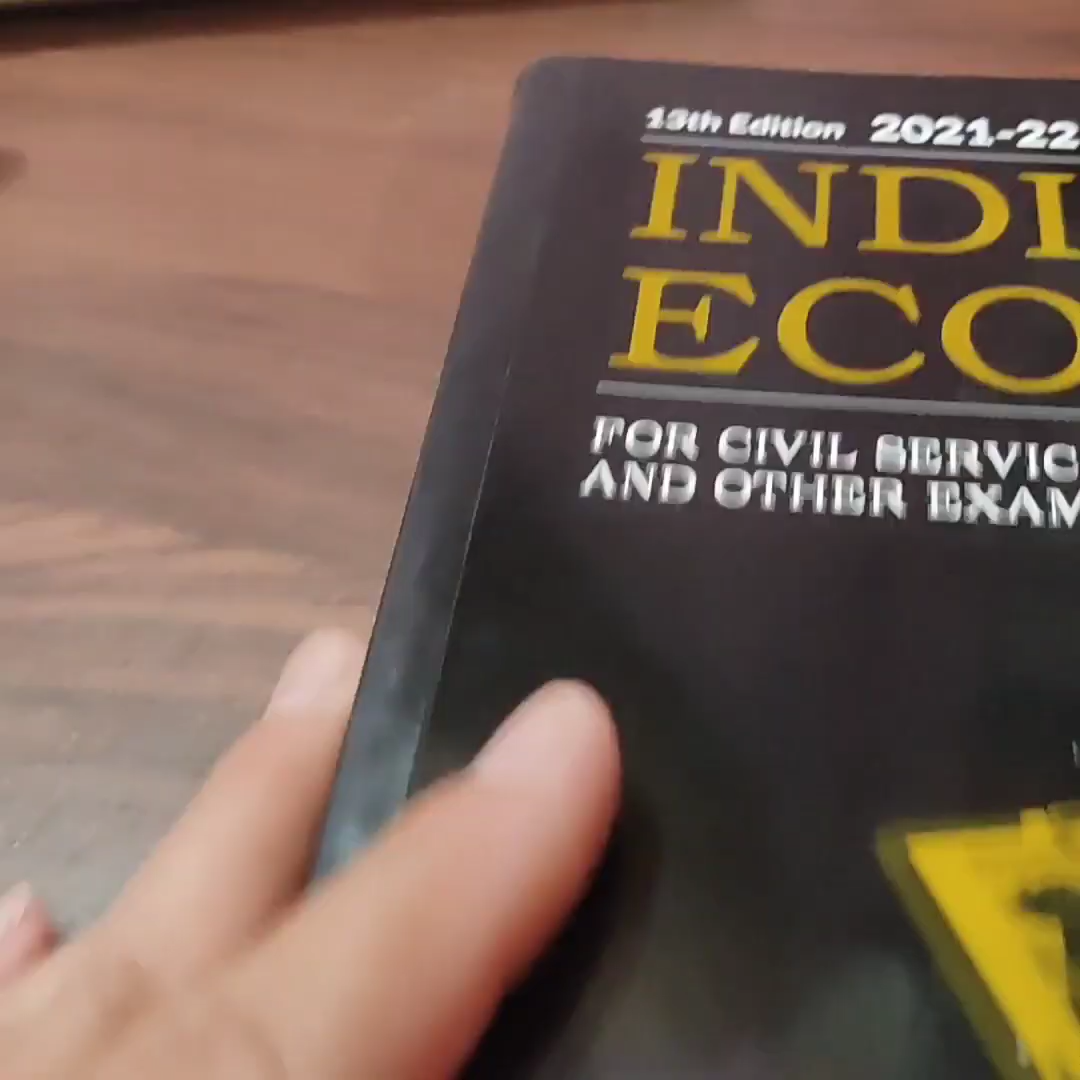 13th Edition 2021-22
INDI
ECO
FOR CIVIL SERVIC
AND OTHER EXAM